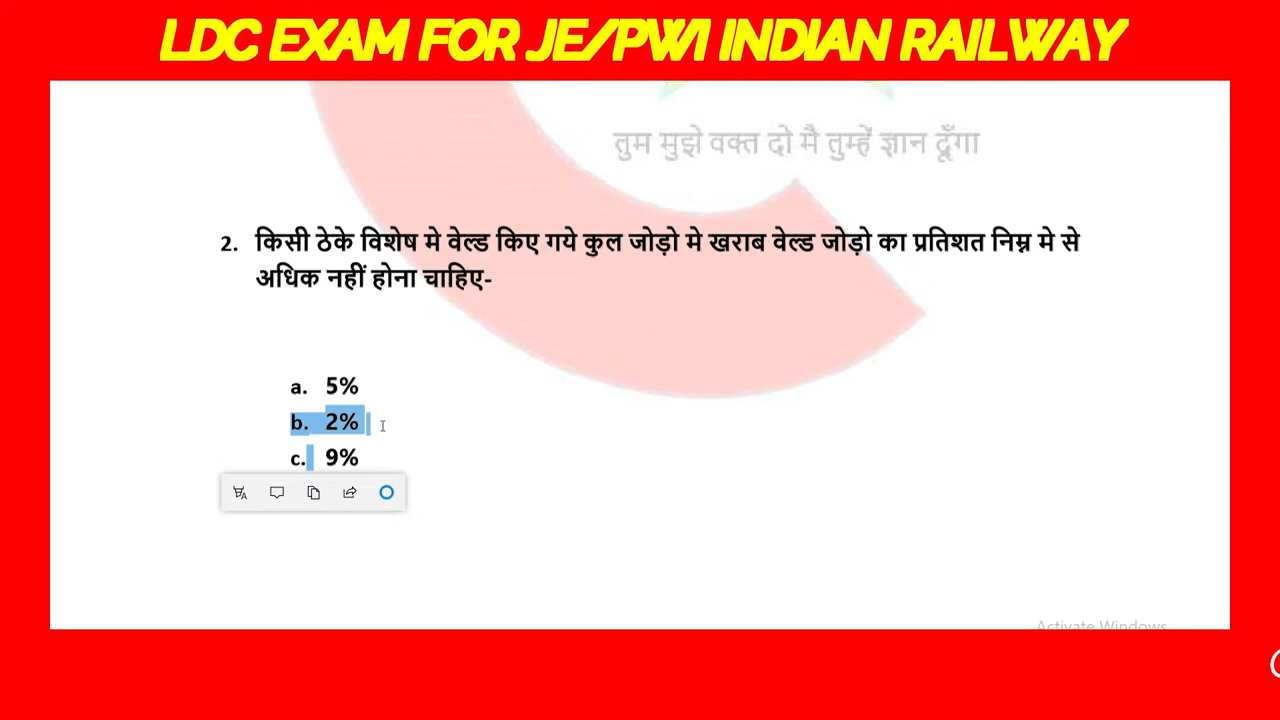 LDC EXAM FOR JE/PWI INDIAN RAILWAY
तुम मुझे वक्त दो मै तुम्हें ज्ञान दूँगा
2. किसी ठेके विशेष मे वेल्ड किए गये कुल जोड़ो मे खराब वेल्ड जोड़ो का प्रतिशत निम्न मे से
अधिक नहीं होना चाहिए-
a. 5%
b. 2%
c. 9%
Activate Windows